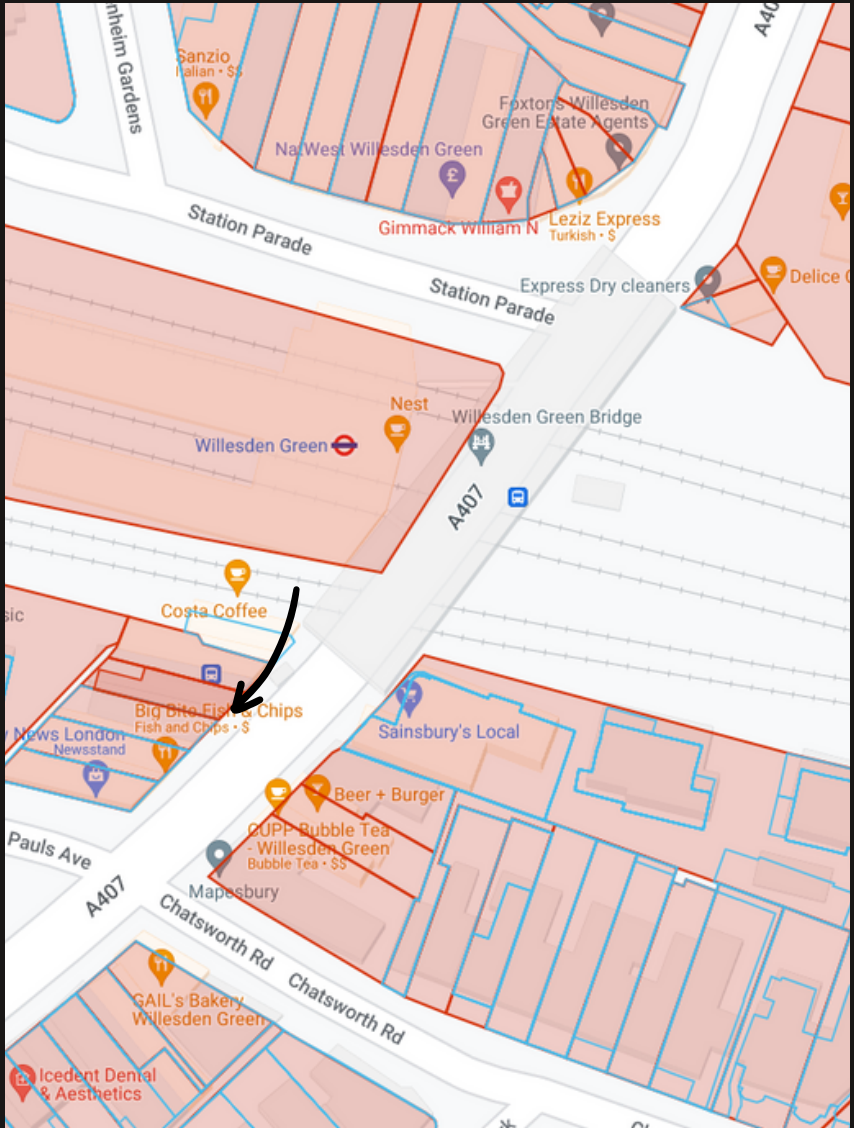 A40
nheim Gardens
Sanzio
Italian • $$
Foxtons Willesden
Green Estate Agents
NatWest Willesden Green
£
Gimmack William N
Leziz Express
Turkish • $
Station Parade
Station Parade
Express Dry cleaners
Delice
Nest
Willesden Green Bridge
Willesden Green
A407
Costa Coffee
sic
Big Bite Fish & Chips
Fish and Chips • $
News London
Newsstand
Sainsbury's Local
Beer + Burger
CUPP Bubble Tea
- Willesden Green
Bubble Tea • $$
Pauls Ave
Mapesbury
A407
Chatsworth Rd
Chatsworth Rd
GAIL's Bakery
Willesden Green
Icedent Dental
& Aesthetics